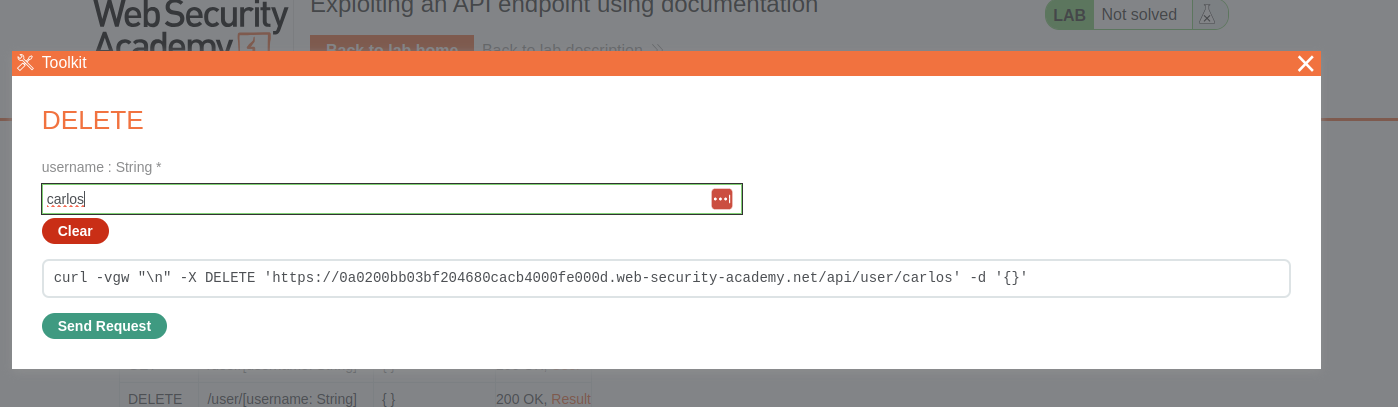 Web Security
Academy
Exploiting an API endpoint using documentation
LAB Not solved
Back to lab home Back to lab description
Toolkit
DELETE
username : String *
carlos
Clear
curl -vgw "\n" -X DELETE 'https://0a0200bb03bf204680cacb4000fe000d.web-security-academy.net/api/user/carlos' -d '{}'
Send Request
DELETE /user/[username: String] { } 200 OK, Result